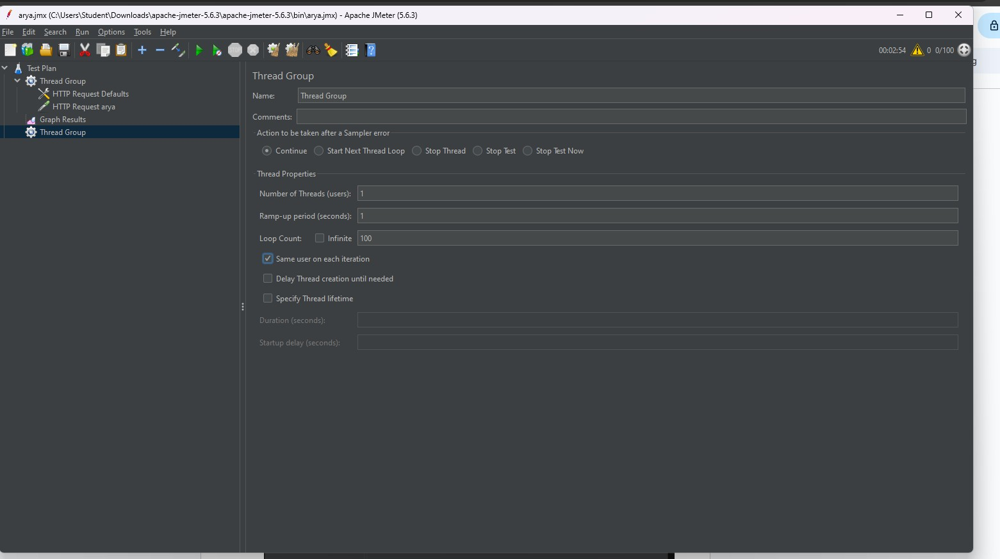 arya.jmx (C:\Users\Student\Downloads\apache-jmeter-5.6.3\apache-jmeter-5.6.3\bin\arya.jmx) - Apache JMeter (5.6.3)
File Edit Search Run Options Tools Help
STOP
00:02:54 0 0/100
Test Plan
Thread Group
HTTP Request Defaults
HTTP Request arya
Graph Results
Thread Group
Thread Group
Name: Thread Group
Comments:
Action to be taken after a Sampler error
Continue Start Next Thread Loop Stop Thread Stop Test Stop Test Now
Thread Properties
Number of Threads (users): 1
Ramp-up period (seconds): 1
Loop Count: Infinite 100
Same user on each iteration
Delay Thread creation until needed
Specify Thread lifetime
Duration (seconds):
Startup delay (seconds):